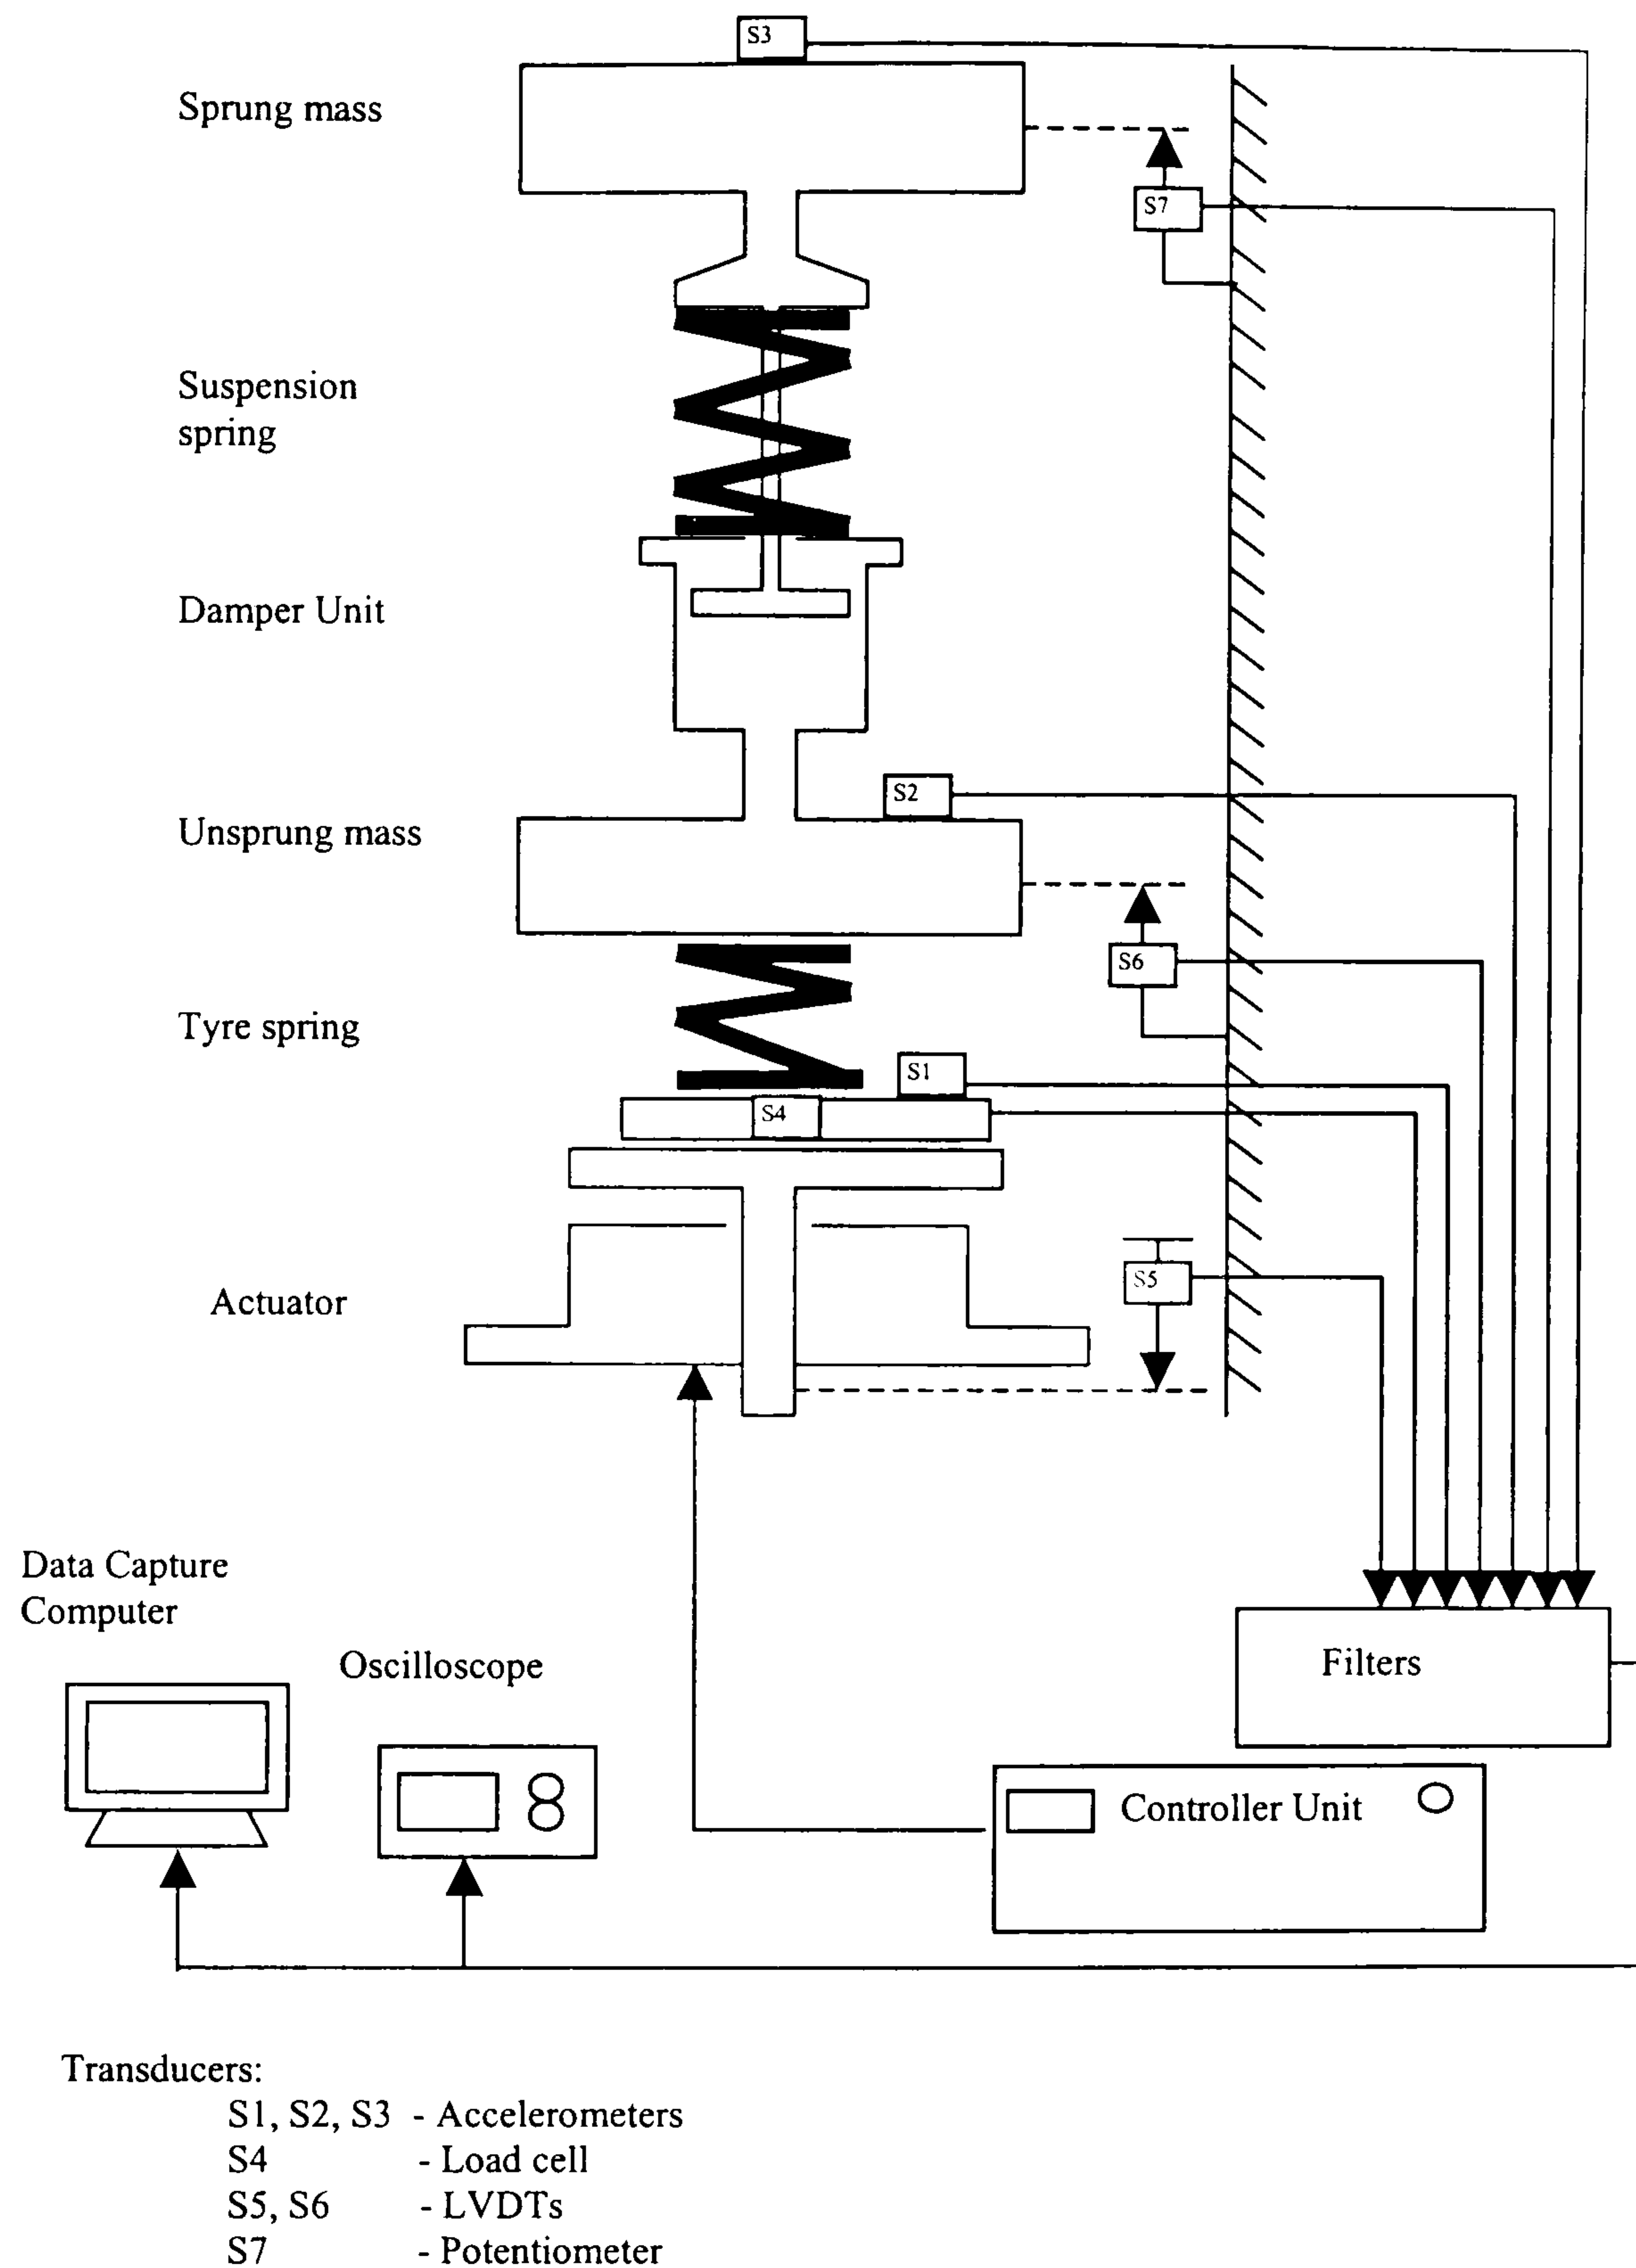 S3
Sprung mass
S7
Suspension
spring
Damper Unit
S2
Unsprung mass
S6
Tyre spring
S1
S4
S5
Actuator
Data Capture
Computer
Oscilloscope
Filters
Controller Unit
Transducers:
S1, S2, S3 - Accelerometers
S4 - Load cell
S5, S6 - LVDTs
S7 - Potentiometer